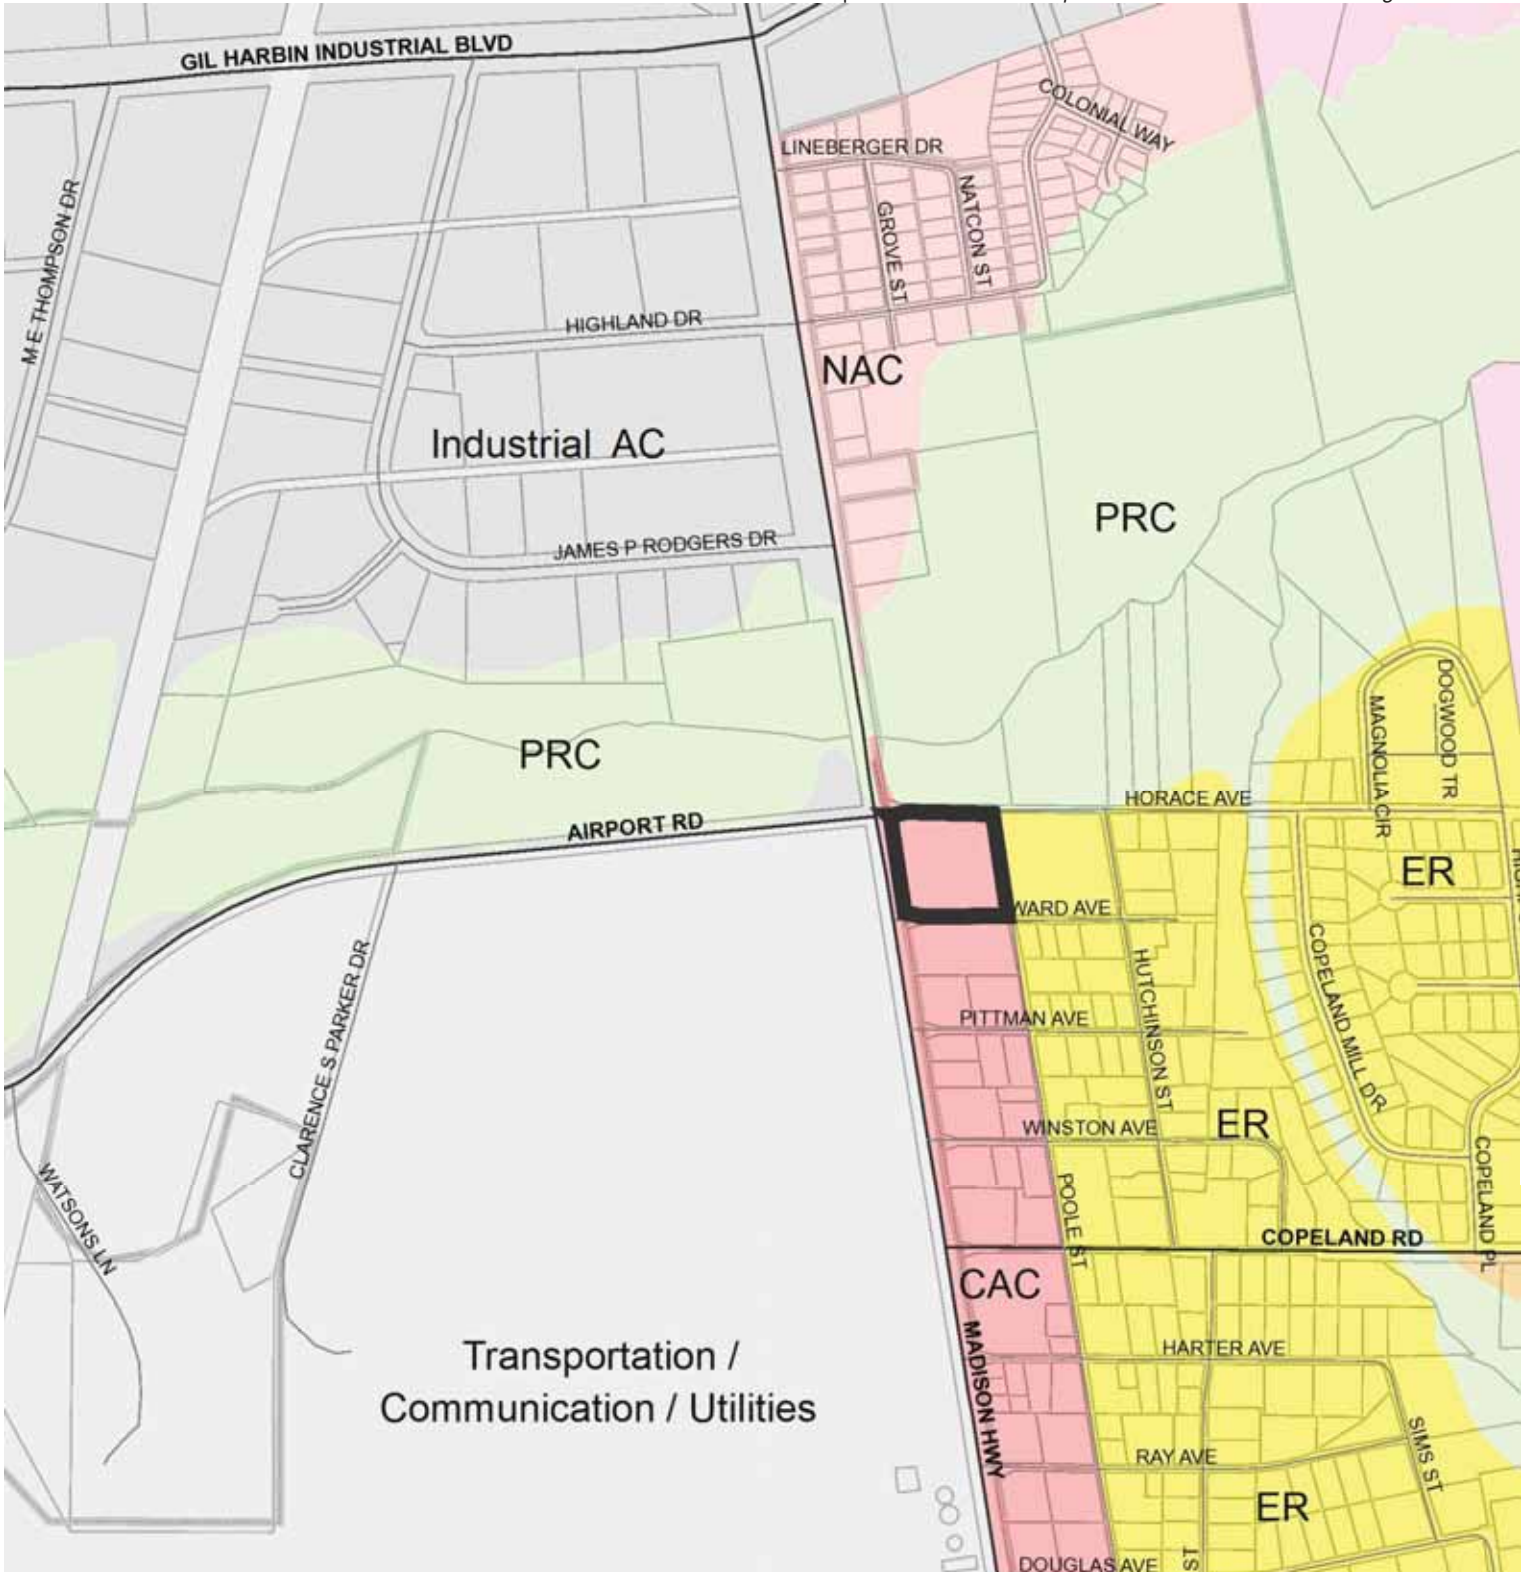 GIL HARBIN INDUSTRIAL BLVD
COLONIAL WAY
LINEBERGER DR
M E THOMPSON DR
GROVE ST
NATCON ST
HIGHLAND DR
NAC
Industrial AC
PRC
JAMES P RODGERS DR
DOGWOOD TR
MAGNOLIA CIR
PRC
HORACE AVE
AIRPORT RD
ER
WARD AVE
COPELAND MILL DR
HUTCHINSON ST
CLARENCE S PARKER DR
PITTMAN AVE
WINSTON AVE
ER
WATSONS LN
POOLE ST
COPELAND PL
COPELAND RD
CAC
MADISON HWY
HARTER AVE
Transportation /
Communication / Utilities
SIMS ST
RAY AVE
ER
DOUGLAS AVE
ST